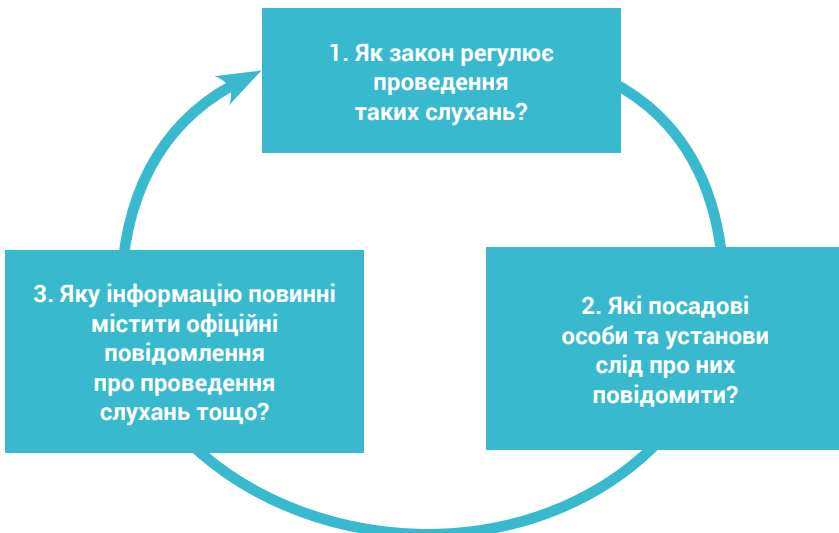 1. Як закон регулює
проведення
таких слухань?
3. Яку інформацію повинні
містити офіційні
повідомлення
про проведення
слухань тощо?
2. Які посадові
особи та установи
слід про них
повідомити?